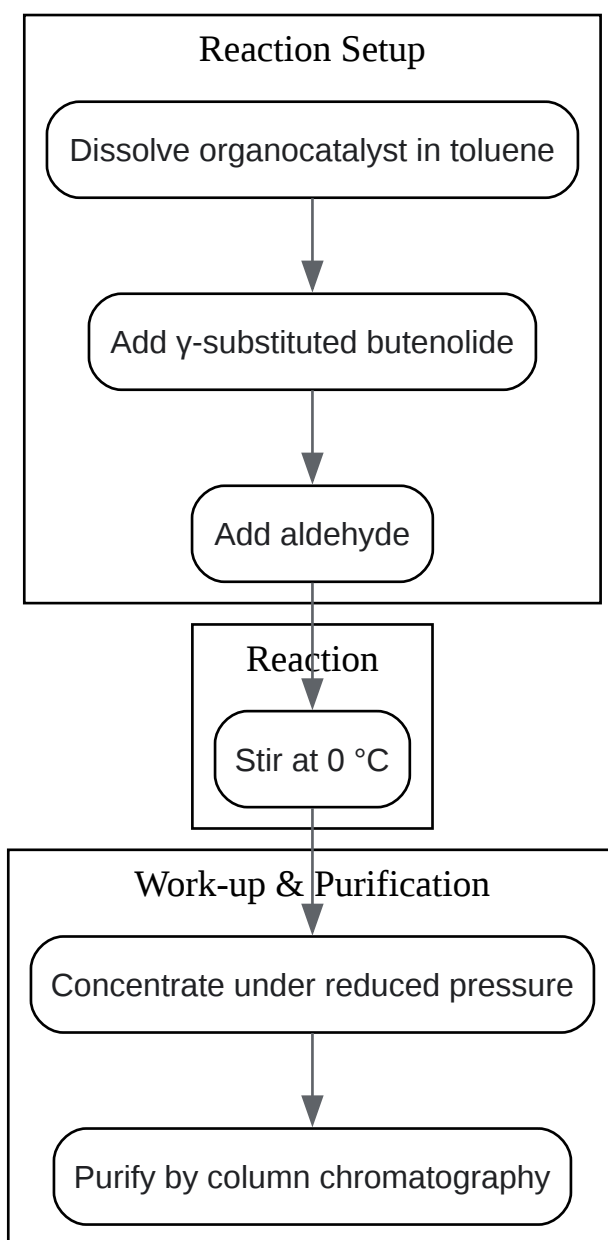 Reaction Setup
Dissolve organocatalyst in toluene
Add γ-substituted butenolide
Add aldehyde
Reaction
Stir at 0 °C
Work-up & Purification
Concentrate under reduced pressure
Purify by column chromatography